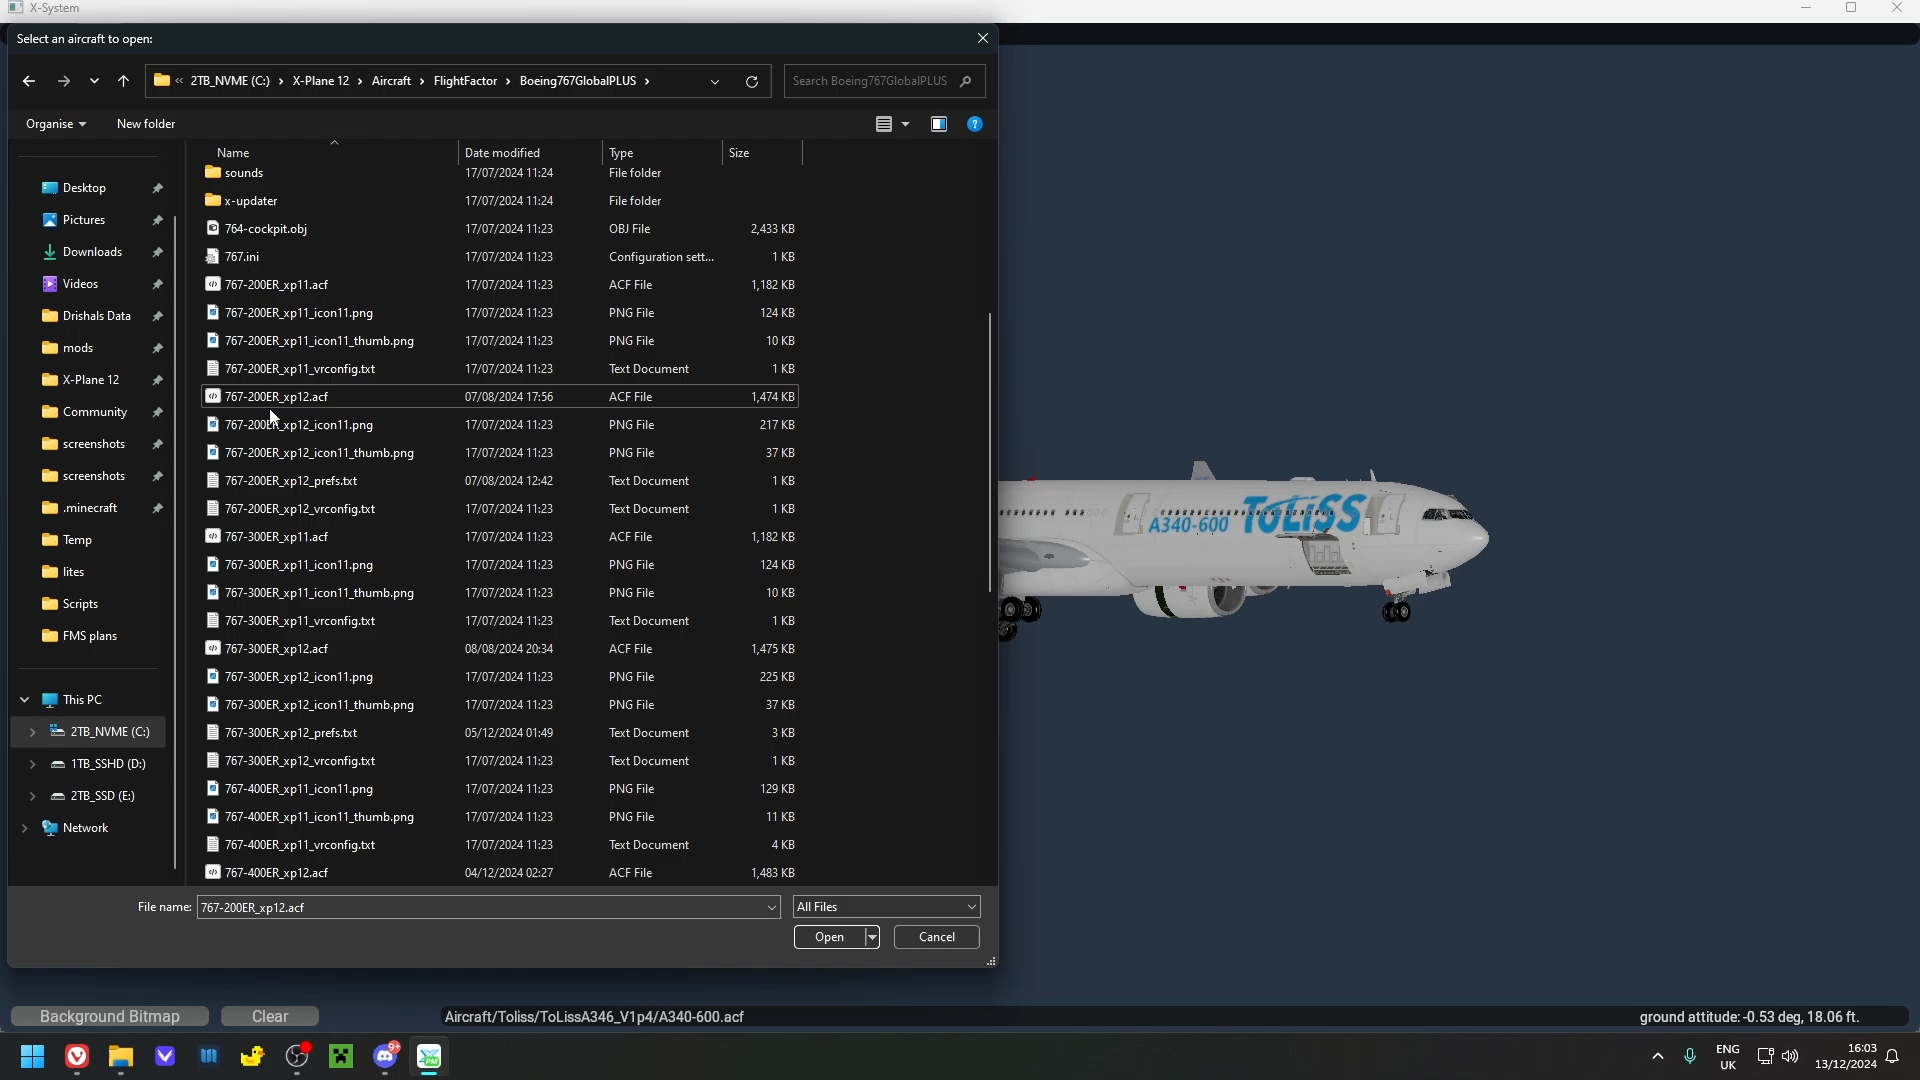 X-System
Select an aircraft to open:
« 2TB_NVME (C:) › X-Plane 12 › Aircraft › FlightFactor › Boeing767GlobalPLUS ›
Search Boeing767GlobalPLUS
Organise
New folder
Name Date modified Type Size
sounds 17/07/2024 11:24 File folder
x-updater 17/07/2024 11:24 File folder
764-cockpit.obj 17/07/2024 11:23 OBJ File 2,433 KB
767.ini 17/07/2024 11:23 Configuration sett... 1 KB
767-200ER_xp11.acf 17/07/2024 11:23 ACF File 1,182 KB
767-200ER_xp11_icon11.png 17/07/2024 11:23 PNG File 124 KB
767-200ER_xp11_icon11_thumb.png 17/07/2024 11:23 PNG File 10 KB
767-200ER_xp11_vrconfig.txt 17/07/2024 11:23 Text Document 1 KB
767-200ER_xp12.acf 07/08/2024 17:56 ACF File 1,474 KB
767-200ER_xp12_icon11.png 17/07/2024 11:23 PNG File 217 KB
767-200ER_xp12_icon11_thumb.png 17/07/2024 11:23 PNG File 37 KB
767-200ER_xp12_prefs.txt 07/08/2024 12:42 Text Document 1 KB
767-200ER_xp12_vrconfig.txt 17/07/2024 11:23 Text Document 1 KB
767-300ER_xp11.acf 17/07/2024 11:23 ACF File 1,182 KB
767-300ER_xp11_icon11.png 17/07/2024 11:23 PNG File 124 KB
767-300ER_xp11_icon11_thumb.png 17/07/2024 11:23 PNG File 10 KB
767-300ER_xp11_vrconfig.txt 17/07/2024 11:23 Text Document 1 KB
767-300ER_xp12.acf 08/08/2024 20:34 ACF File 1,475 KB
767-300ER_xp12_icon11.png 17/07/2024 11:23 PNG File 225 KB
767-300ER_xp12_icon11_thumb.png 17/07/2024 11:23 PNG File 37 KB
767-300ER_xp12_prefs.txt 05/12/2024 01:49 Text Document 3 KB
767-300ER_xp12_vrconfig.txt 17/07/2024 11:23 Text Document 1 KB
767-400ER_xp11_icon11.png 17/07/2024 11:23 PNG File 129 KB
767-400ER_xp11_icon11_thumb.png 17/07/2024 11:23 PNG File 11 KB
767-400ER_xp11_vrconfig.txt 17/07/2024 11:23 Text Document 4 KB
767-400ER_xp12.acf 04/12/2024 02:27 ACF File 1,483 KB
Desktop
Pictures
Downloads
Videos
Drishals Data
mods
X-Plane 12
Community
screenshots
screenshots
.minecraft
Temp
lites
Scripts
FMS plans
This PC
2TB_NVME (C:)
1TB_SSHD (D:)
2TB_SSD (E:)
Network
A340-600 ToLiSS
File name: 767-200ER_xp12.acf
All Files
Open
Cancel
Background Bitmap
Clear
Aircraft/Toliss/ToLissA346_V1p4/A340-600.acf
ground attitude: -0.53 deg, 18.06 ft.
9+
PM
ENG
UK
16:03
13/12/2024